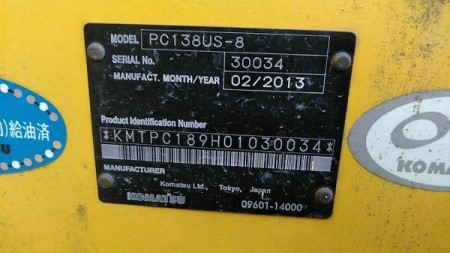 MODEL PC138US-8
SERIAL No. 30034
MANUFACT. MONTH/YEAR 02/2013
Product Identification Number
*KMTPC189H01030034*
MANUFACTURER
Komatsu Ltd., Tokyo, Japan
KOMATSU 09601-14000
)給油済
KOMA